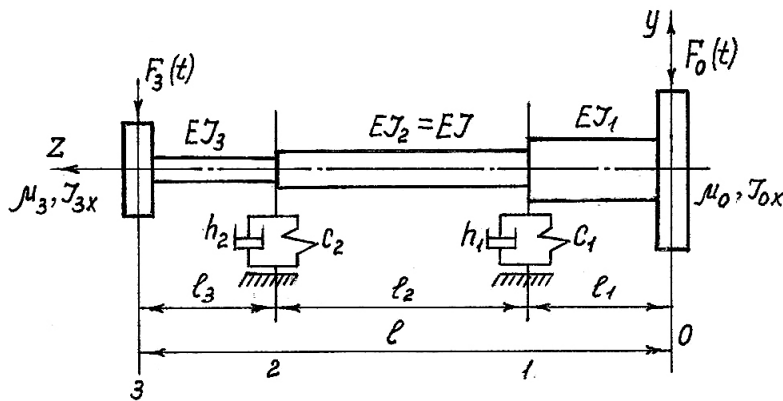 y
F₃(t) F₀(t)
EJ₃ EJ₂=EJ EJ₁
Z
μ₃, J₃ₓ μ₀, J₀ₓ
h₂ C₂ h₁ C₁
ℓ₃ ℓ₂ ℓ₁
ℓ 0
3 2 1